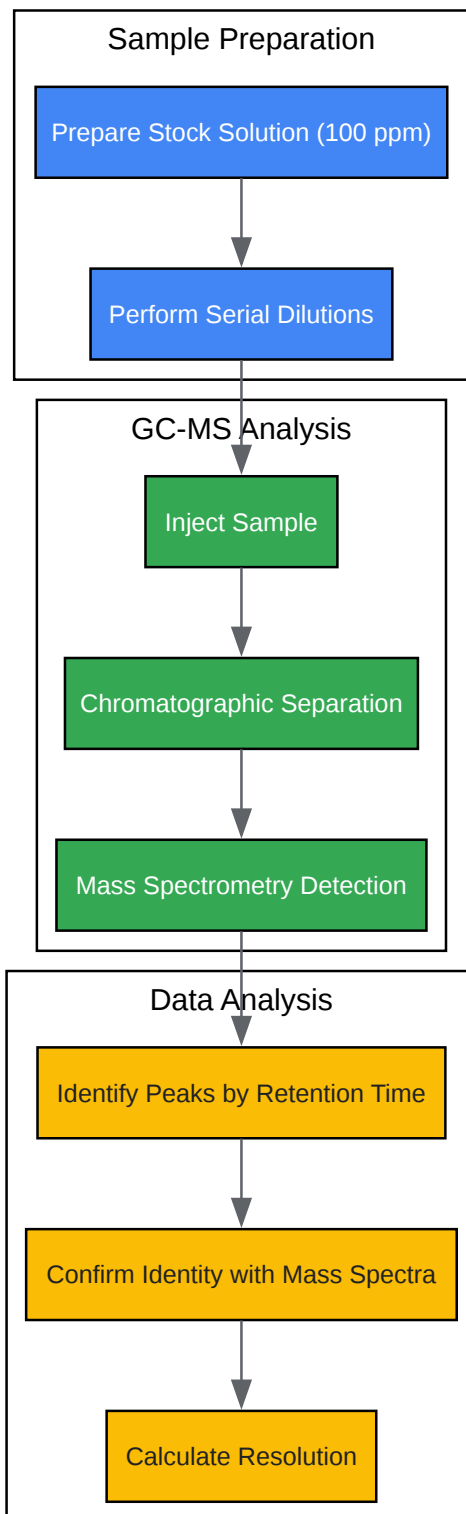 Sample Preparation
Prepare Stock Solution (100 ppm)
Perform Serial Dilutions
GC-MS Analysis
Inject Sample
Chromatographic Separation
Mass Spectrometry Detection
Data Analysis
Identify Peaks by Retention Time
Confirm Identity with Mass Spectra
Calculate Resolution